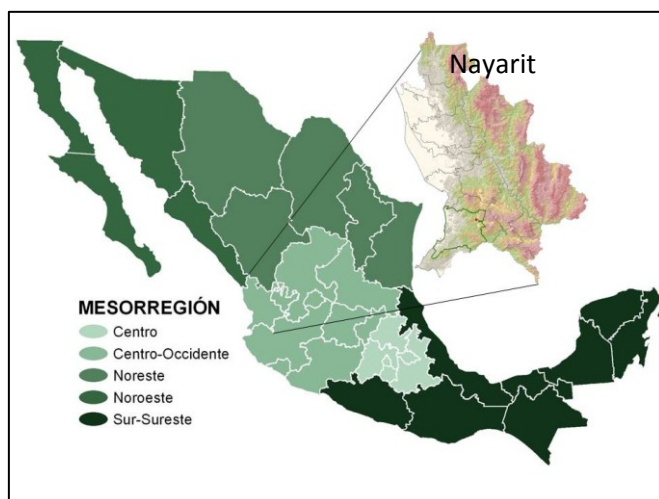 Nayarit
MESORREGIÓN
Centro
Centro-Occidente
Noreste
Noroeste
Sur-Sureste